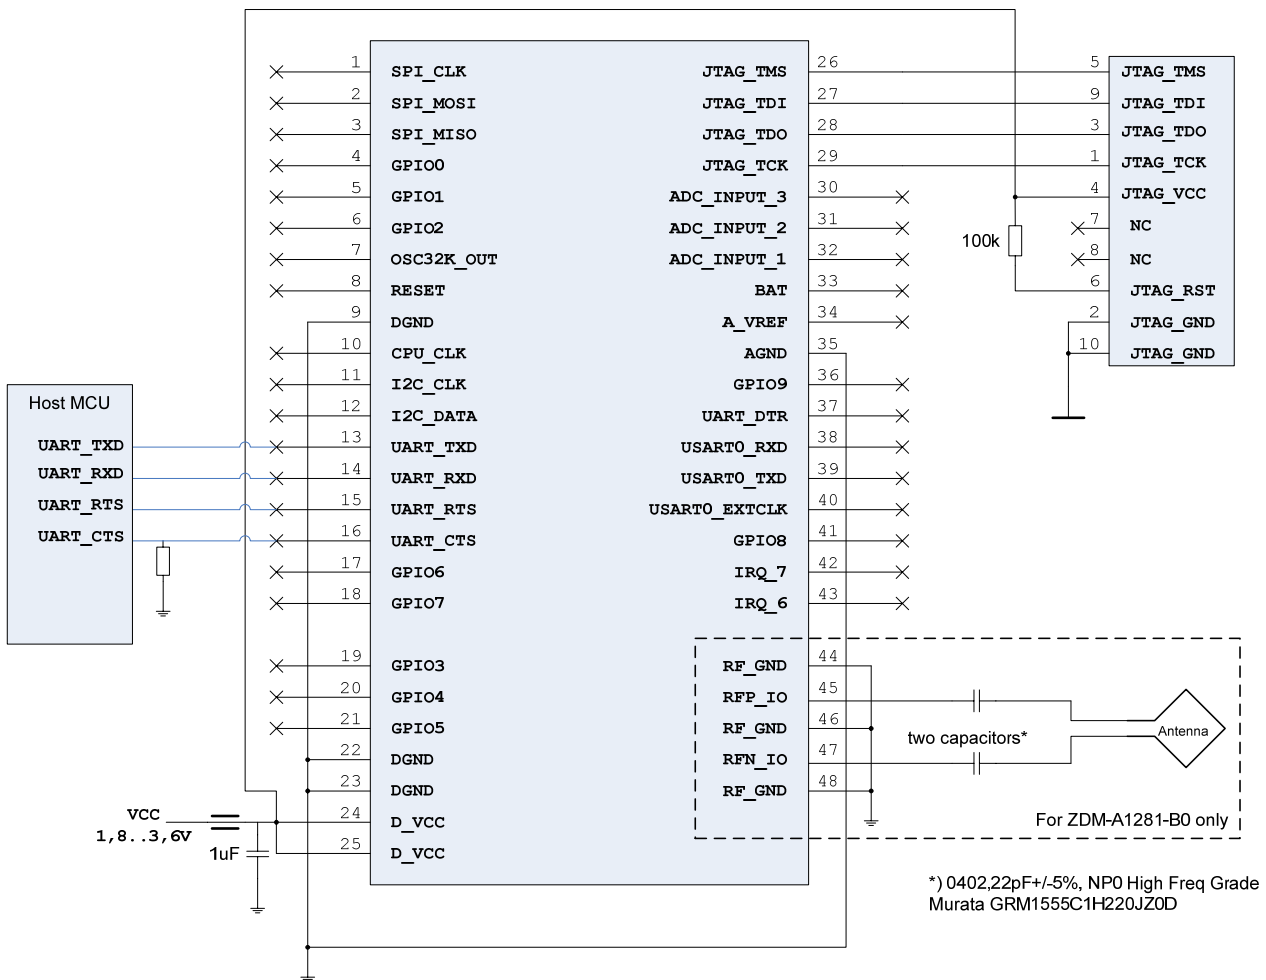 1 SPI_CLK
2 SPI_MOSI
3 SPI_MISO
4 GPIO0
5 GPIO1
6 GPIO2
7 OSC32K_OUT
8 RESET
9 DGND
10 CPU_CLK
11 I2C_CLK
12 I2C_DATA
13 UART_TXD
14 UART_RXD
15 UART_RTS
16 UART_CTS
17 GPIO6
18 GPIO7
19 GPIO3
20 GPIO4
21 GPIO5
22 DGND
23 DGND
24 D_VCC
25 D_VCC
JTAG_TMS 26
JTAG_TDI 27
JTAG_TDO 28
JTAG_TCK 29
ADC_INPUT_3 30
ADC_INPUT_2 31
ADC_INPUT_1 32
BAT 33
A_VREF 34
AGND 35
GPIO9 36
UART_DTR 37
USART0_RXD 38
USART0_TXD 39
USART0_EXTCLK 40
GPIO8 41
IRQ_7 42
IRQ_6 43
RF_GND 44
RFP_IO 45
RF_GND 46
RFN_IO 47
RF_GND 48
5 JTAG_TMS
9 JTAG_TDI
3 JTAG_TDO
1 JTAG_TCK
4 JTAG_VCC
7 NC
8 NC
6 JTAG_RST
2 JTAG_GND
10 JTAG_GND
100k
Host MCU
UART_TXD
UART_RXD
UART_RTS
UART_CTS
VCC
1,8..3,6V
1uF
two capacitors*
Antenna
For ZDM-A1281-B0 only
*) 0402,22pF+/-5%, NP0 High Freq Grade
Murata GRM1555C1H220JZ0D